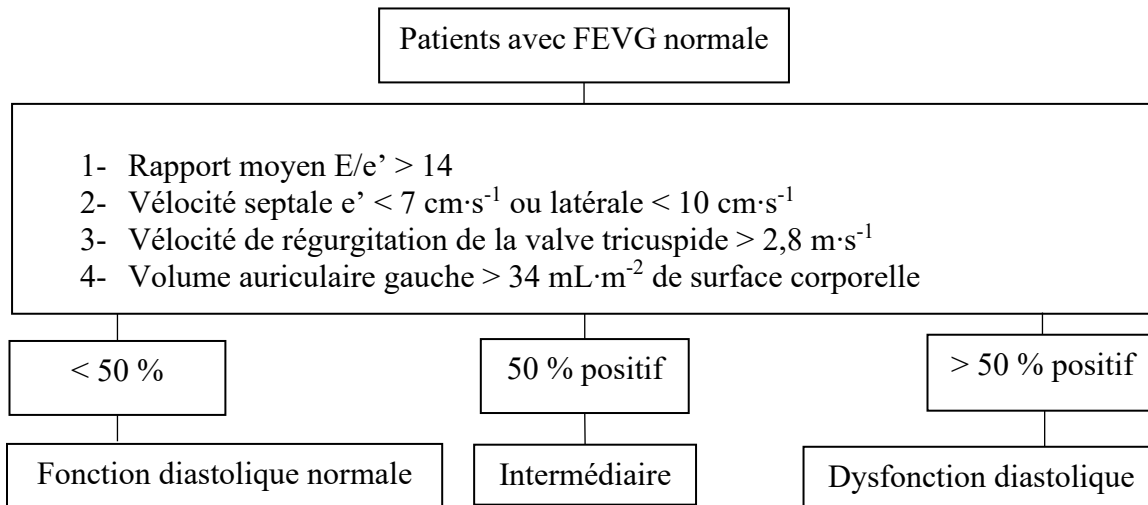 Patients avec FEVG normale
1- Rapport moyen E/e’ > 14
2- Vélocité septale e’ < 7 cm·s⁻¹ ou latérale < 10 cm·s⁻¹
3- Vélocité de régurgitation de la valve tricuspide > 2,8 m·s⁻¹
4- Volume auriculaire gauche > 34 mL·m⁻² de surface corporelle
< 50 %
50 % positif
> 50 % positif
Fonction diastolique normale
Intermédiaire
Dysfonction diastolique